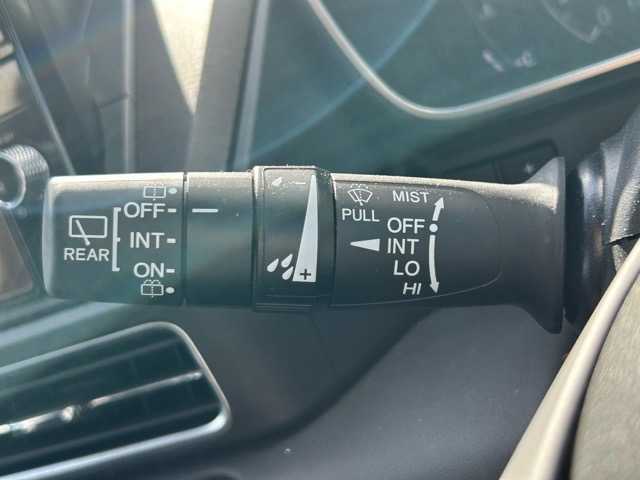 OFF
INT
REAR
ON
PULL
MIST
OFF
INT
LO
HI